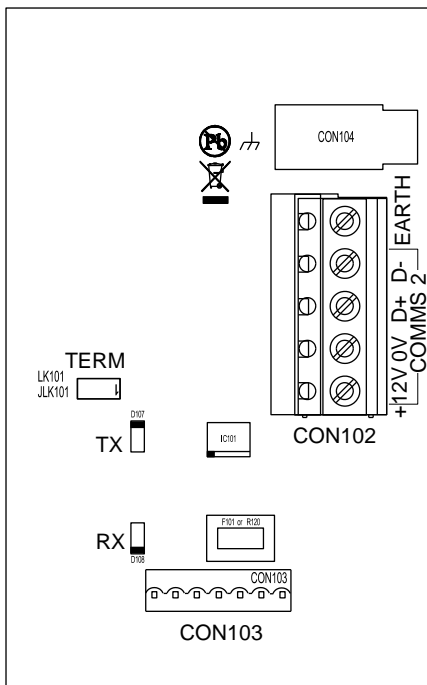 Pb
CON104
EARTH
D-
D+
0V
+12V
COMMS 2
TERM
LK101
JLK101
D107
TX
IC101
CON102
F101 or R120
RX
D108
CON103
CON103